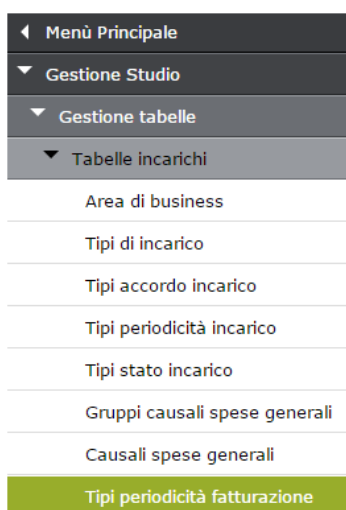 Menù Principale
Gestione Studio
Gestione tabelle
Tabelle incarichi
Area di business
Tipi di incarico
Tipi accordo incarico
Tipi periodicità incarico
Tipi stato incarico
Gruppi causali spese generali
Causali spese generali
Tipi periodicità fatturazione